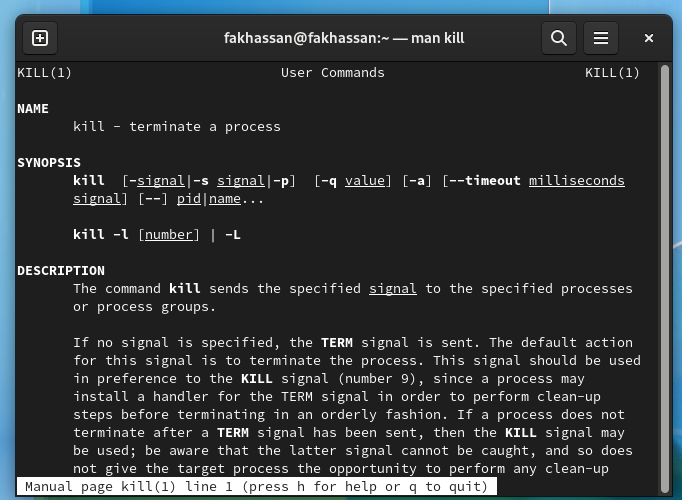 fakhassan@fakhassan:~ — man kill
KILL(1) User Commands KILL(1)
NAME
kill - terminate a process
SYNOPSIS
kill [-signal|-s signal|-p] [-q value] [-a] [--timeout milliseconds
signal] [--] pid|name...
kill -l [number] | -L
DESCRIPTION
The command kill sends the specified signal to the specified processes
or process groups.
If no signal is specified, the TERM signal is sent. The default action
for this signal is to terminate the process. This signal should be used
in preference to the KILL signal (number 9), since a process may
install a handler for the TERM signal in order to perform clean-up
steps before terminating in an orderly fashion. If a process does not
terminate after a TERM signal has been sent, then the KILL signal may
be used; be aware that the latter signal cannot be caught, and so does
not give the target process the opportunity to perform any clean-up
Manual page kill(1) line 1 (press h for help or q to quit)